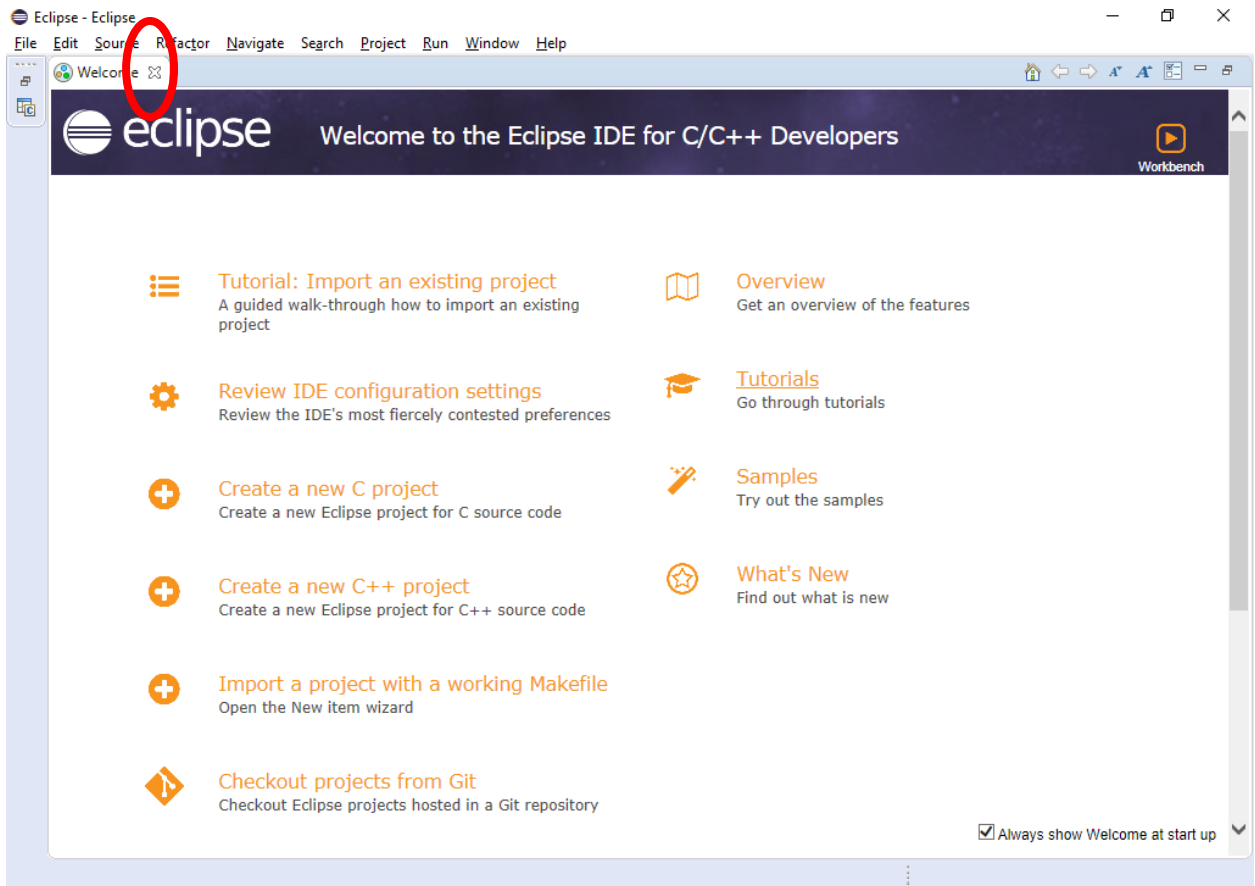 Eclipse - Eclipse
File Edit Source Refactor Navigate Search Project Run Window Help
Welcome
eclipse Welcome to the Eclipse IDE for C/C++ Developers
Workbench
Tutorial: Import an existing project
A guided walk-through how to import an existing
project
Review IDE configuration settings
Review the IDE's most fiercely contested preferences
Create a new C project
Create a new Eclipse project for C source code
Create a new C++ project
Create a new Eclipse project for C++ source code
Import a project with a working Makefile
Open the New item wizard
Checkout projects from Git
Checkout Eclipse projects hosted in a Git repository
Overview
Get an overview of the features
Tutorials
Go through tutorials
Samples
Try out the samples
What's New
Find out what is new
Always show Welcome at start up